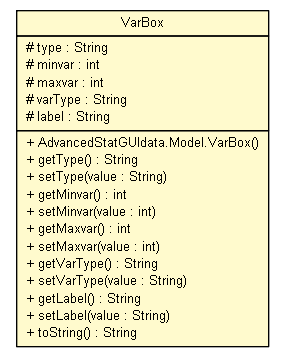 VarBox
# type : String
# minvar : int
# maxvar : int
# varType : String
# label : String
+ AdvancedStatGUIdata.Model.VarBox()
+ getType() : String
+ setType(value : String)
+ getMinvar() : int
+ setMinvar(value : int)
+ getMaxvar() : int
+ setMaxvar(value : int)
+ getVarType() : String
+ setVarType(value : String)
+ getLabel() : String
+ setLabel(value : String)
+ toString() : String